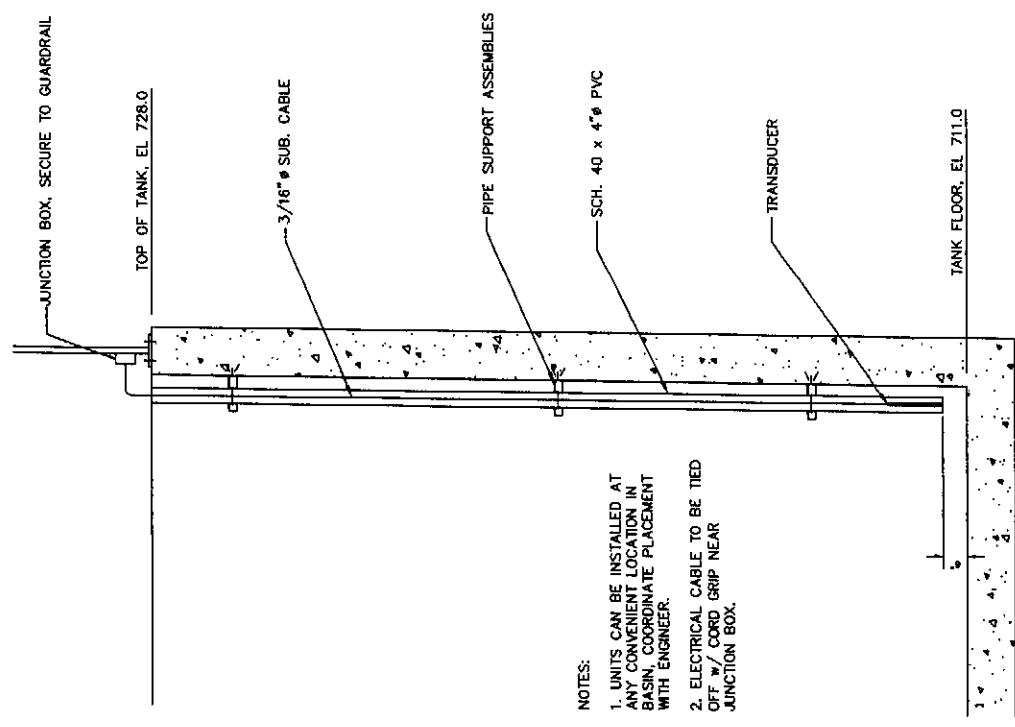 JUNCTION BOX, SECURE TO GUARDRAIL
TOP OF TANK, EL 728.0
3/16"ø SUB. CABLE
PIPE SUPPORT ASSEMBLIES
SCH. 40 x 4"ø PVC
TRANSDUCER
TANK FLOOR, EL 711.0
NOTES:
1. UNITS CAN BE INSTALLED AT
ANY CONVENIENT LOCATION IN
BASIN, COORDINATE PLACEMENT
WITH ENGINEER.
2. ELECTRICAL CABLE TO BE TIED
OFF w/ CORD GRIP NEAR
JUNCTION BOX.